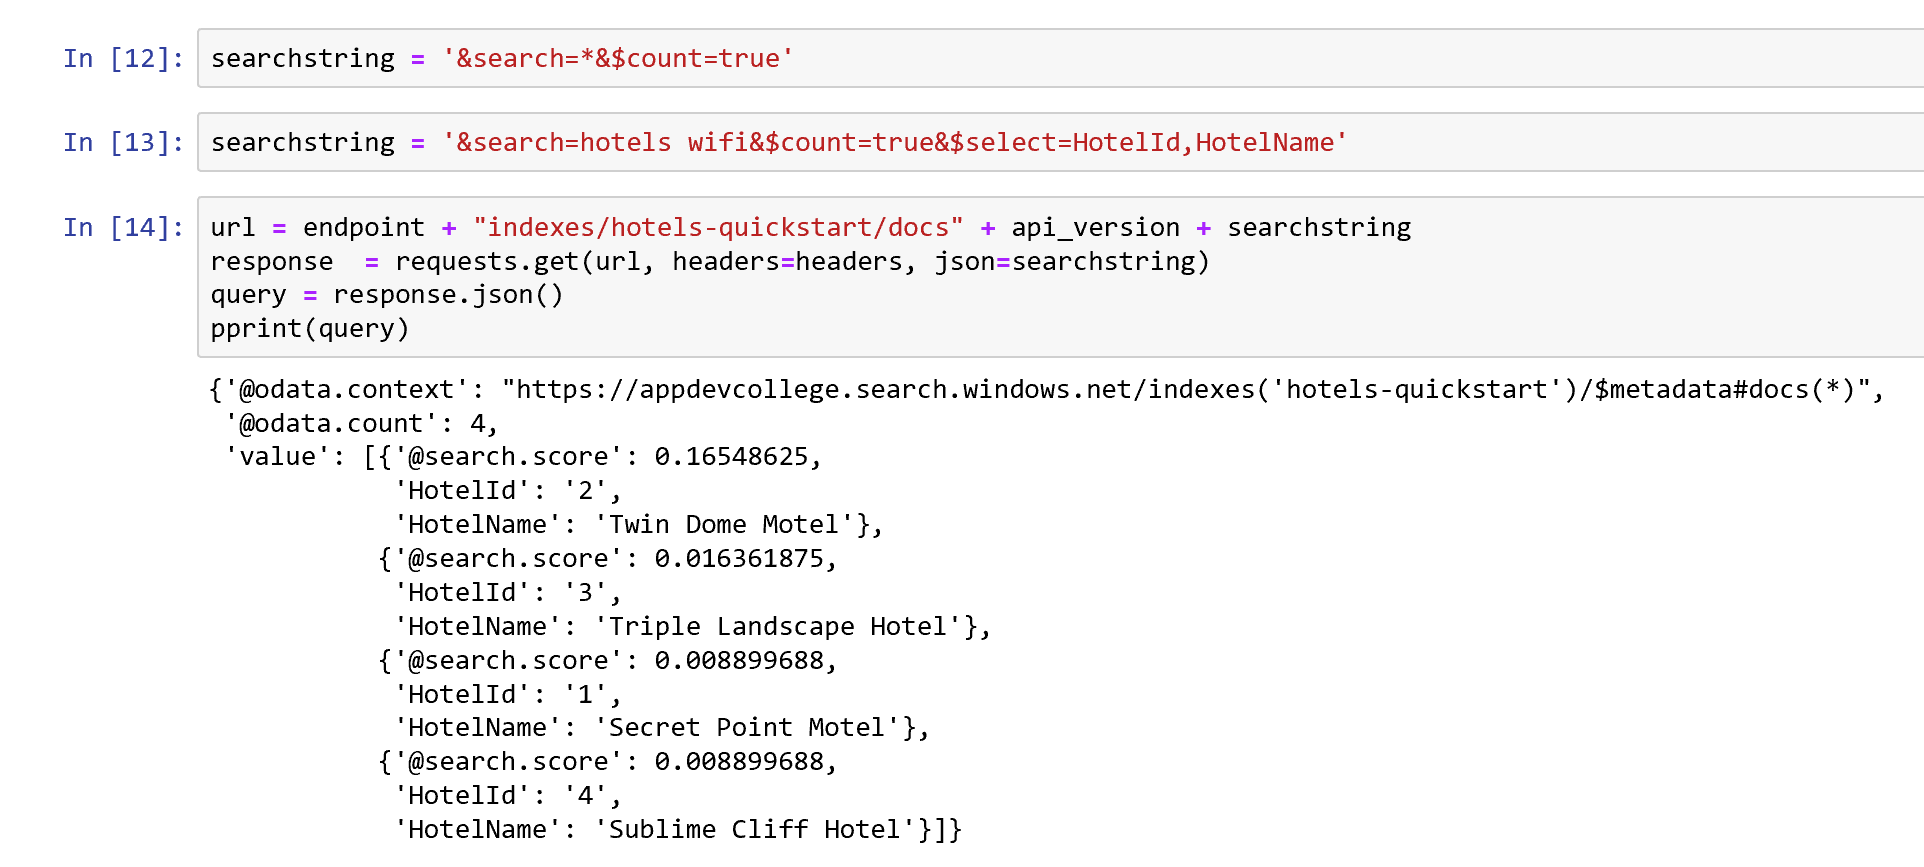 In [12]: searchstring = '&search=*&$count=true'
In [13]: searchstring = '&search=hotels wifi&$count=true&$select=HotelId,HotelName'
In [14]: url = endpoint + "indexes/hotels-quickstart/docs" + api_version + searchstring
response  = requests.get(url, headers=headers, json=searchstring)
query = response.json()
pprint(query)
{'@odata.context': "https://appdevcollege.search.windows.net/indexes('hotels-quickstart')/$metadata#docs(*)",
 '@odata.count': 4,
 'value': [{'@search.score': 0.16548625,
            'HotelId': '2',
            'HotelName': 'Twin Dome Motel'},
           {'@search.score': 0.016361875,
            'HotelId': '3',
            'HotelName': 'Triple Landscape Hotel'},
           {'@search.score': 0.008899688,
            'HotelId': '1',
            'HotelName': 'Secret Point Motel'},
           {'@search.score': 0.008899688,
            'HotelId': '4',
            'HotelName': 'Sublime Cliff Hotel'}]}